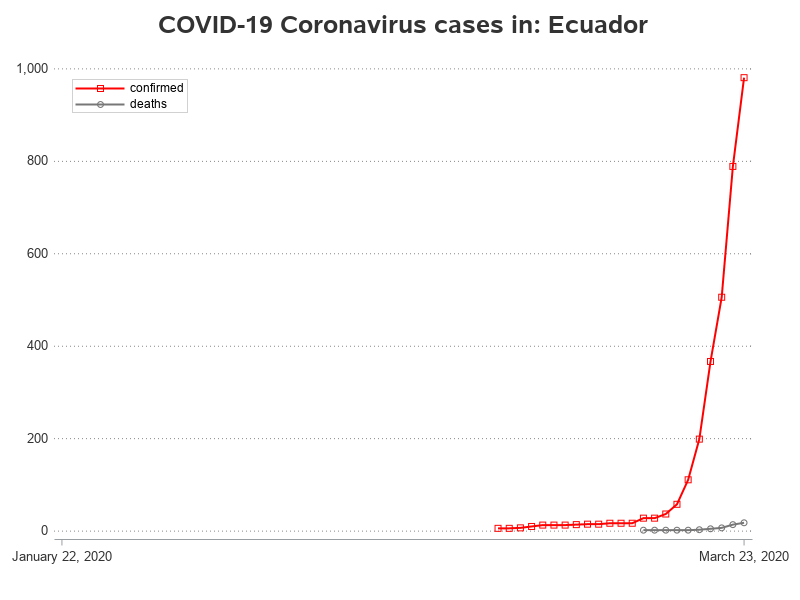 COVID-19 Coronavirus cases in: Ecuador
1,000
confirmed
deaths
800
600
400
200
0
January 22, 2020
March 23, 2020